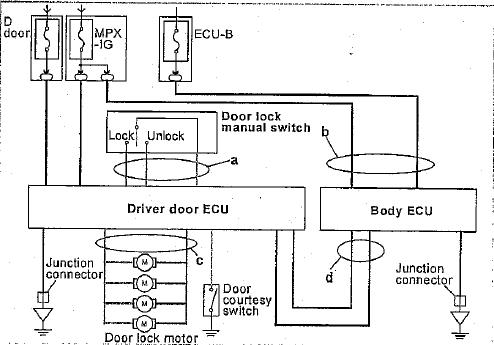 D
door
MPX
-IG
ECU-B
Door lock
manual switch
Lock
Unlock
a
b
Driver door ECU
Body ECU
c
d
Junction
connector
M
M
M
M
Door
courtesy
switch
Junction
connector
Door lock motor